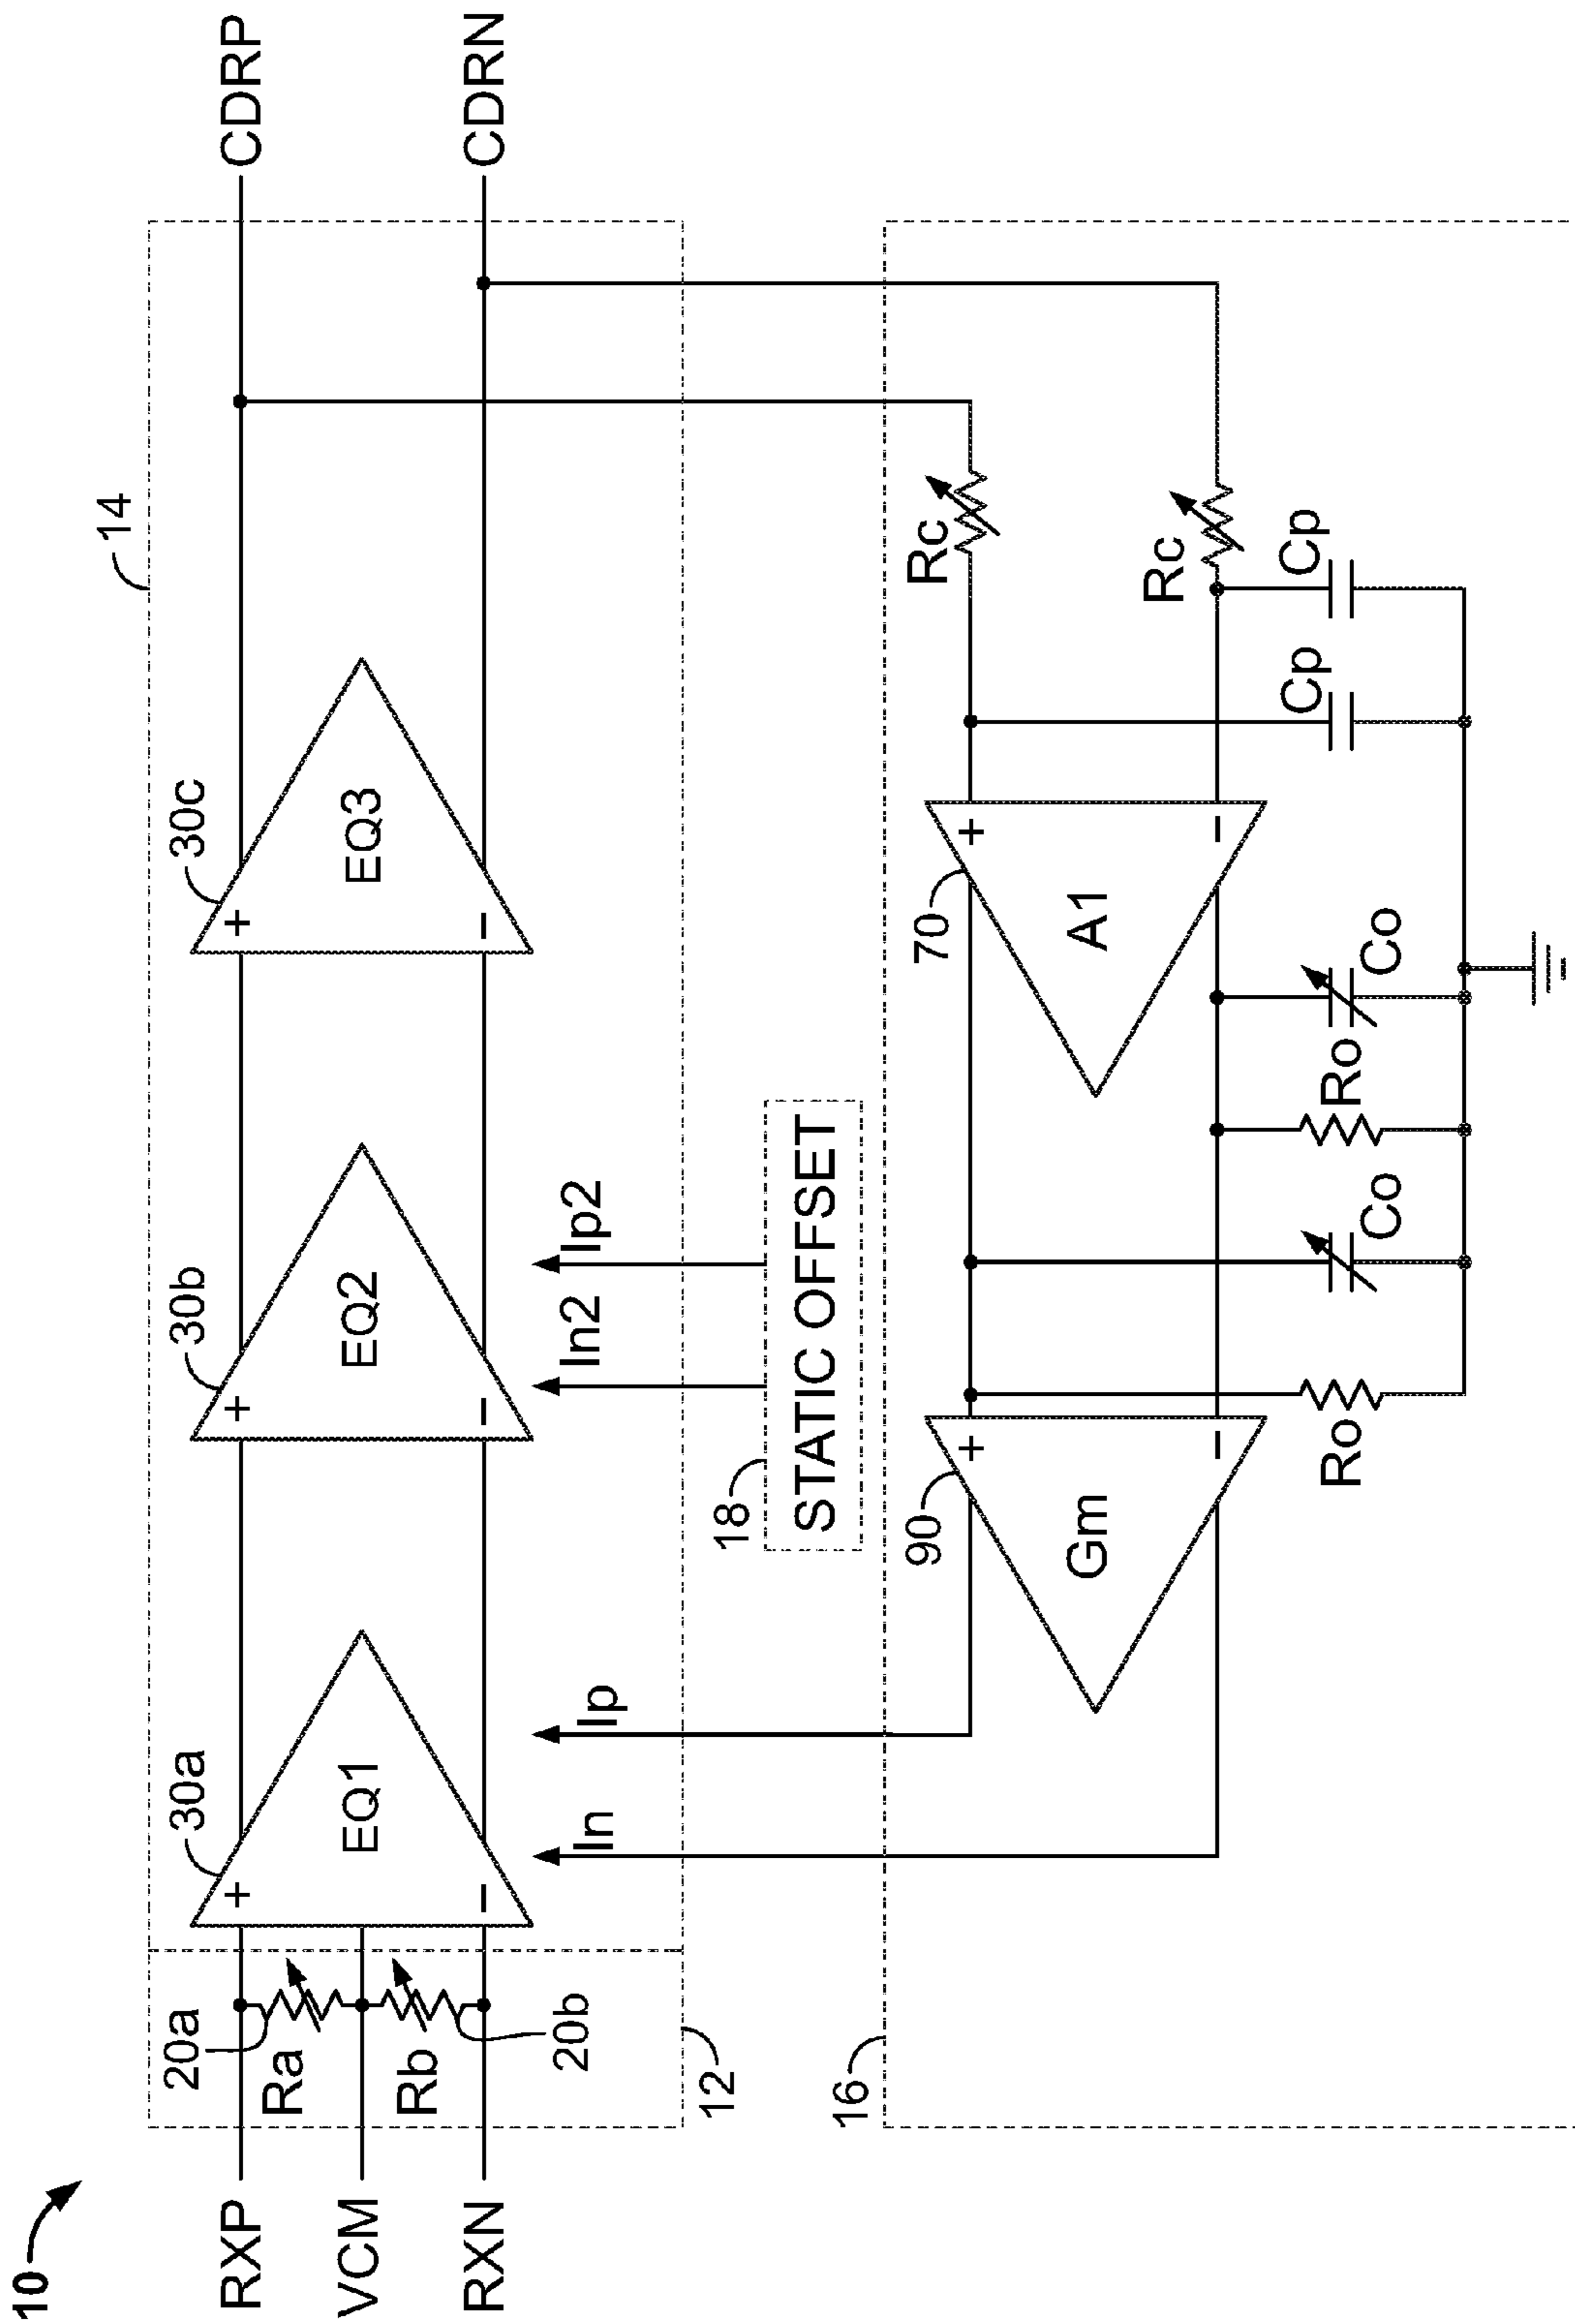 10
RXP
VCM
RXN
20a
Ra
Rb
20b
12
14
30a
+
EQ1
−
30b
+
EQ2
−
30c
+
EQ3
−
CDRP
CDRN
In
Ip
In2
Ip2
18
STATIC OFFSET
16
90
+
Gm
−
70
+
A1
−
Rc
Rc
Ro
Co
Ro
Co
Cp
Cp